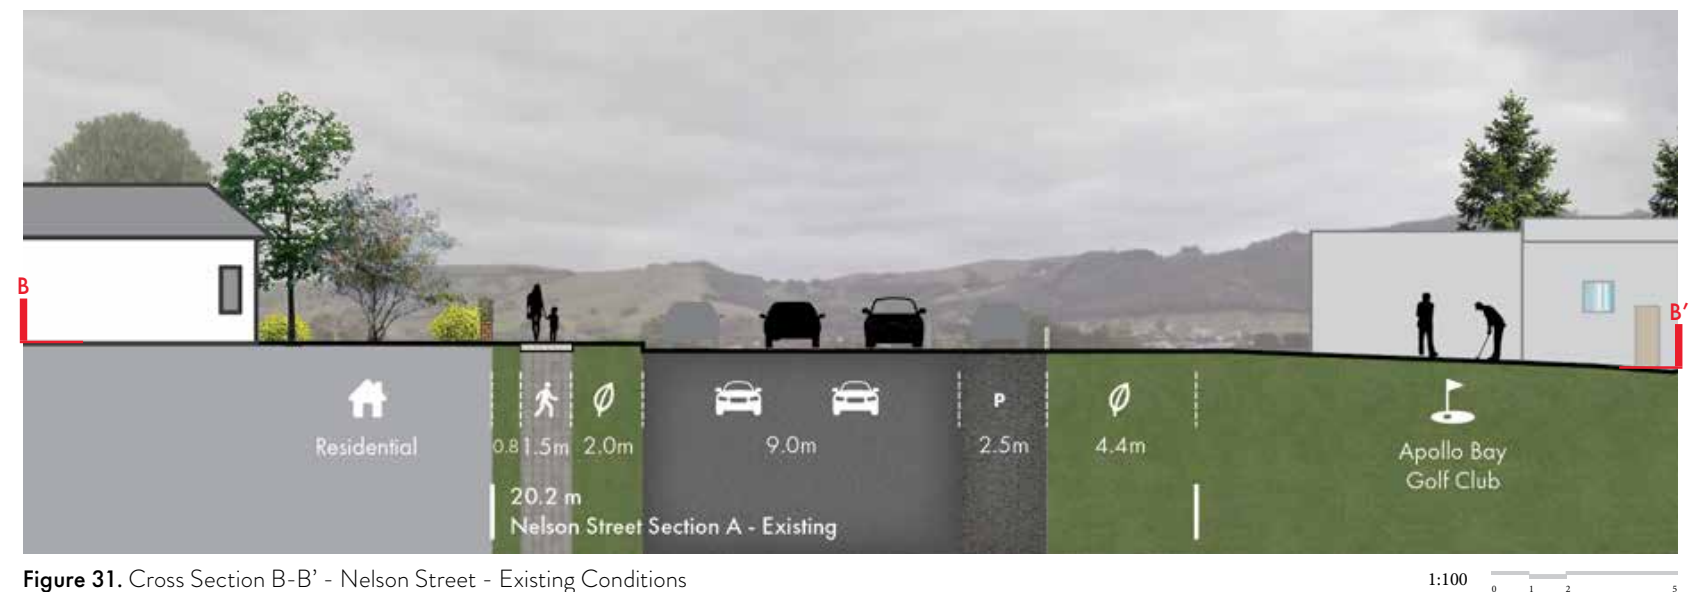 B
B'
P
Residential
0.8 1.5m 2.0m 9.0m 2.5m 4.4m
Apollo Bay
Golf Club
20.2 m
Nelson Street Section A - Existing
Figure 31. Cross Section B-B' - Nelson Street - Existing Conditions
1:100
0 1 2 5